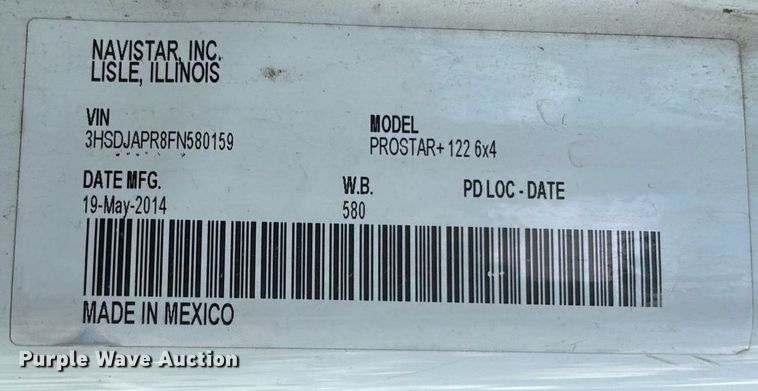 NAVISTAR, INC.
LISLE, ILLINOIS
VIN
3HSDJAPR8FN580159
MODEL
PROSTAR+ 122 6x4
DATE MFG.
19-May-2014
W.B.
580
PD LOC - DATE
MADE IN MEXICO
Purple Wave Auction